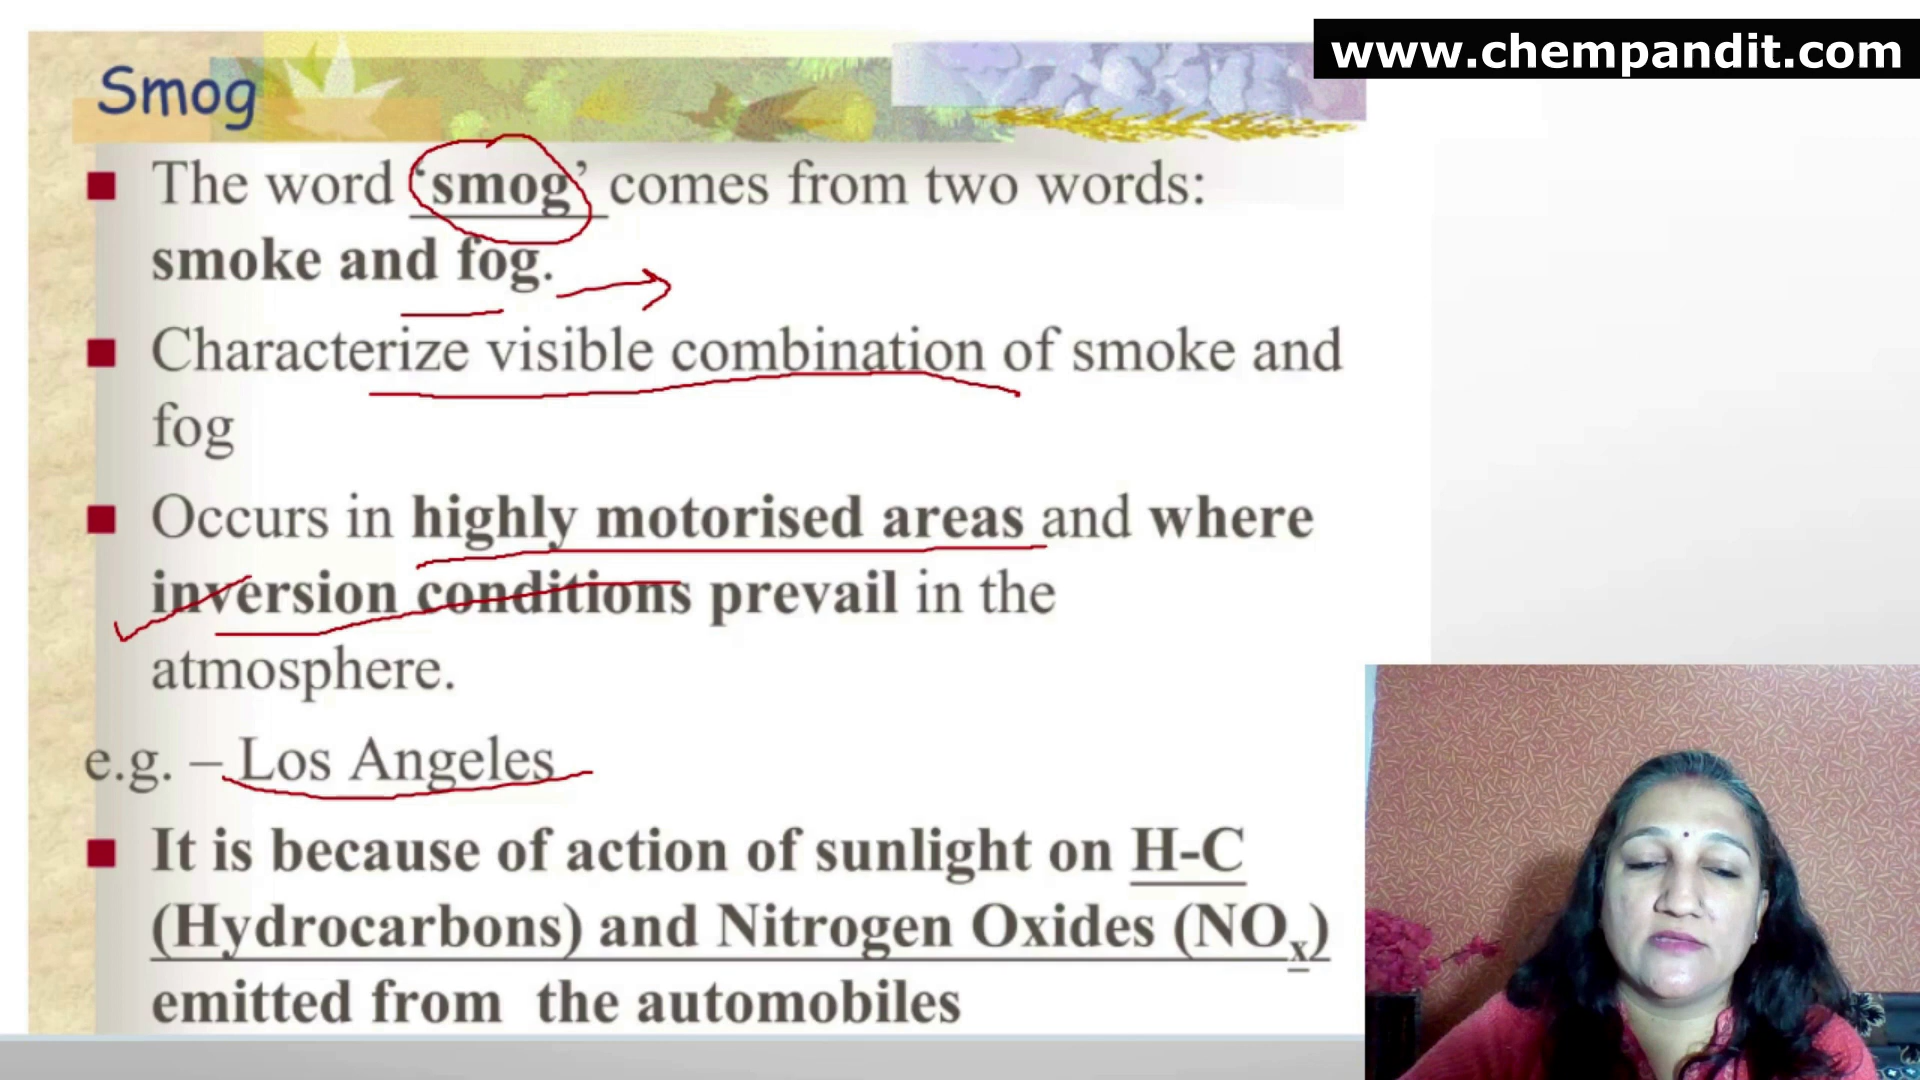 www.chempandit.com
Smog
The word ‘smog’ comes from two words:
smoke and fog.
Characterize visible combination of smoke and
fog
Occurs in highly motorised areas and where
inversion conditions prevail in the
atmosphere.
e.g. – Los Angeles
It is because of action of sunlight on H-C
(Hydrocarbons) and Nitrogen Oxides (NOx)
emitted from the automobiles